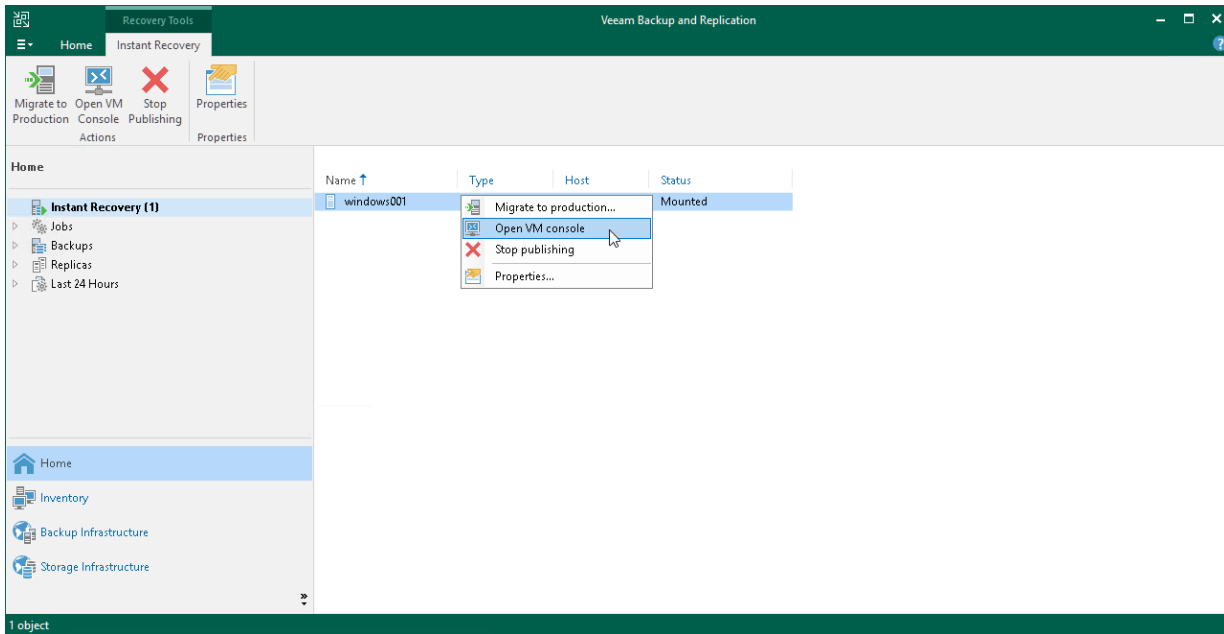 Recovery Tools
Veeam Backup and Replication
Home
Instant Recovery
Migrate to Production
Open VM Console
Stop Publishing
Properties
Actions
Properties
Home
Instant Recovery (1)
Jobs
Backups
Replicas
Last 24 Hours
Name
Type
Host
Status
windows001
Mounted
Migrate to production...
Open VM console
Stop publishing
Properties...
Home
Inventory
Backup Infrastructure
Storage Infrastructure
1 object